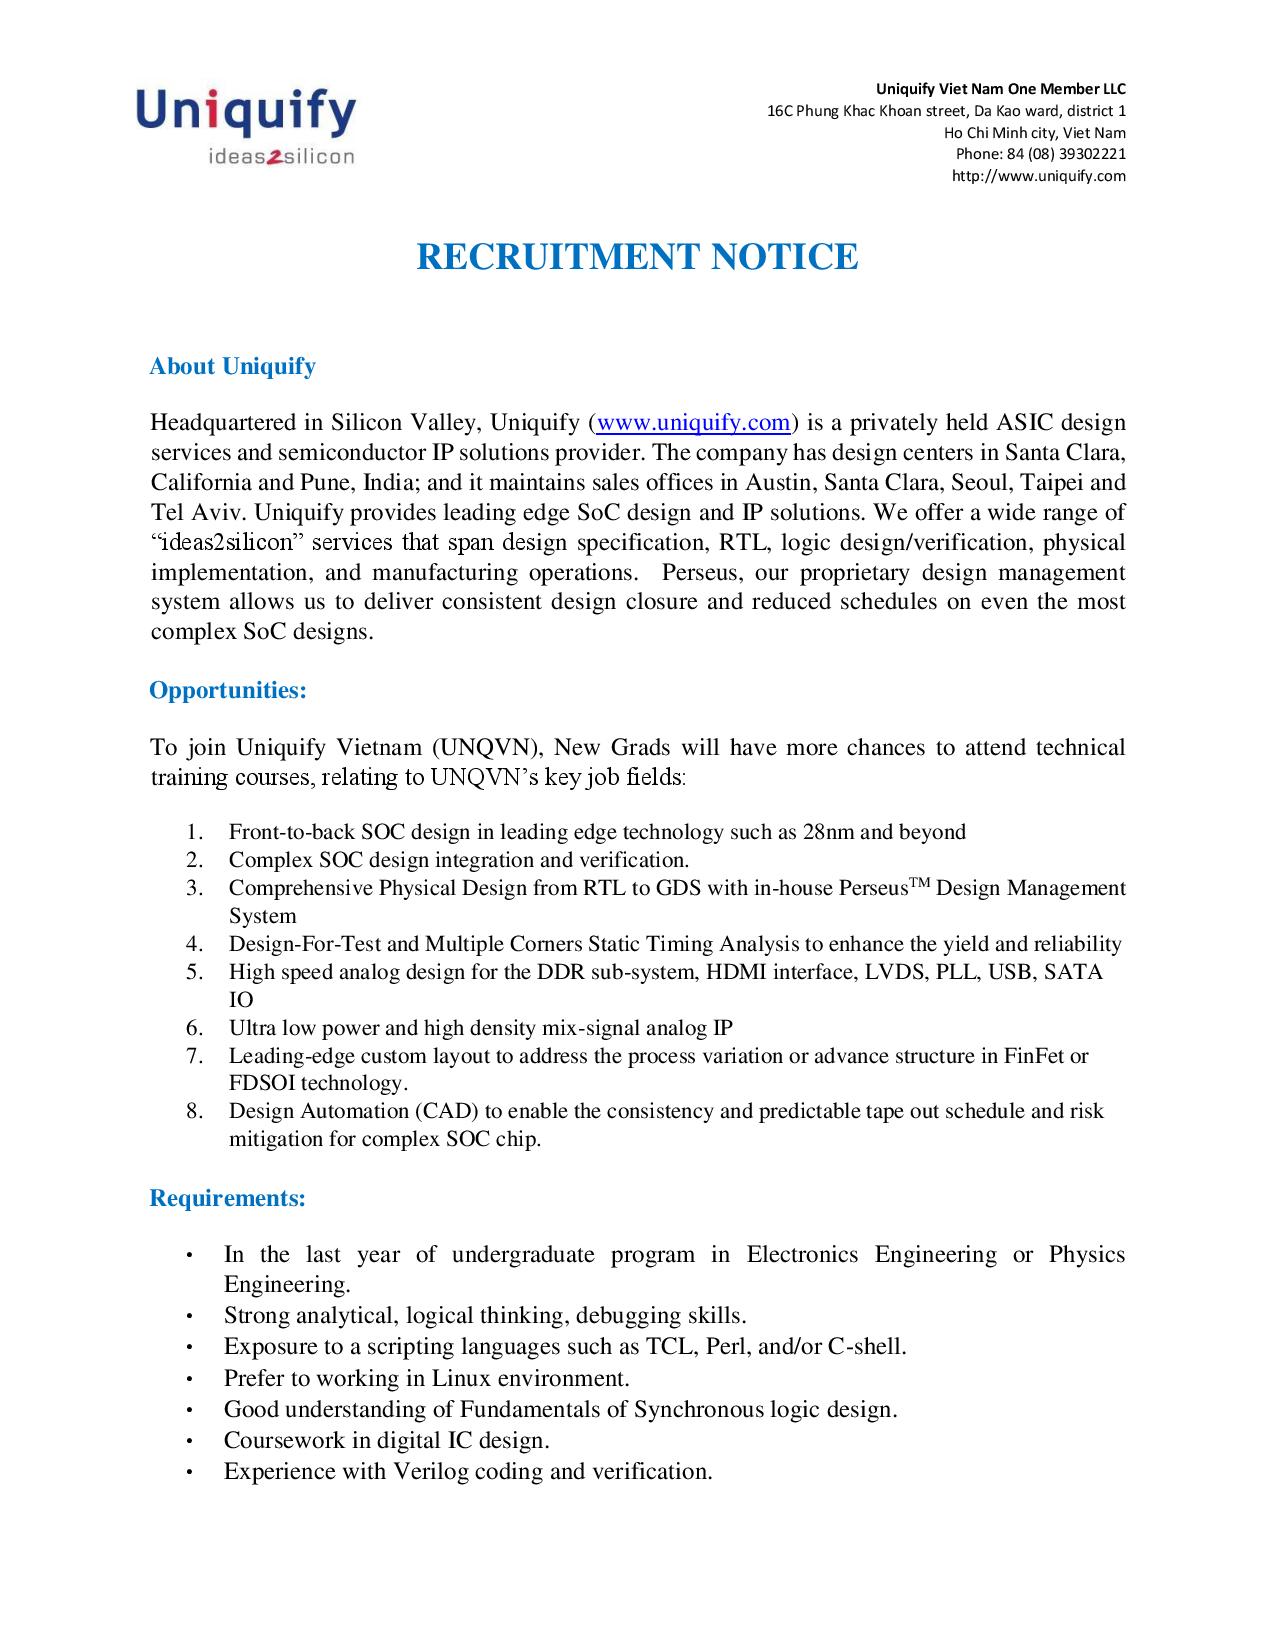 Uniquify
ideas2silicon
Uniquify Viet Nam One Member LLC
16C Phung Khac Khoan street, Da Kao ward, district 1
Ho Chi Minh city, Viet Nam
Phone: 84 (08) 39302221
http://www.uniquify.com
RECRUITMENT NOTICE
About Uniquify
Headquartered in Silicon Valley, Uniquify (www.uniquify.com) is a privately held ASIC design
services and semiconductor IP solutions provider. The company has design centers in Santa Clara,
California and Pune, India; and it maintains sales offices in Austin, Santa Clara, Seoul, Taipei and
Tel Aviv. Uniquify provides leading edge SoC design and IP solutions. We offer a wide range of
“ideas2silicon” services that span design specification, RTL, logic design/verification, physical
implementation, and manufacturing operations. Perseus, our proprietary design management
system allows us to deliver consistent design closure and reduced schedules on even the most
complex SoC designs.
Opportunities:
To join Uniquify Vietnam (UNQVN), New Grads will have more chances to attend technical
training courses, relating to UNQVN’s key job fields:
1. Front-to-back SOC design in leading edge technology such as 28nm and beyond
2. Complex SOC design integration and verification.
3. Comprehensive Physical Design from RTL to GDS with in-house Perseus™ Design Management
System
4. Design-For-Test and Multiple Corners Static Timing Analysis to enhance the yield and reliability
5. High speed analog design for the DDR sub-system, HDMI interface, LVDS, PLL, USB, SATA
IO
6. Ultra low power and high density mix-signal analog IP
7. Leading-edge custom layout to address the process variation or advance structure in FinFet or
FDSOI technology.
8. Design Automation (CAD) to enable the consistency and predictable tape out schedule and risk
mitigation for complex SOC chip.
Requirements:
• In the last year of undergraduate program in Electronics Engineering or Physics
Engineering.
• Strong analytical, logical thinking, debugging skills.
• Exposure to a scripting languages such as TCL, Perl, and/or C-shell.
• Prefer to working in Linux environment.
• Good understanding of Fundamentals of Synchronous logic design.
• Coursework in digital IC design.
• Experience with Verilog coding and verification.